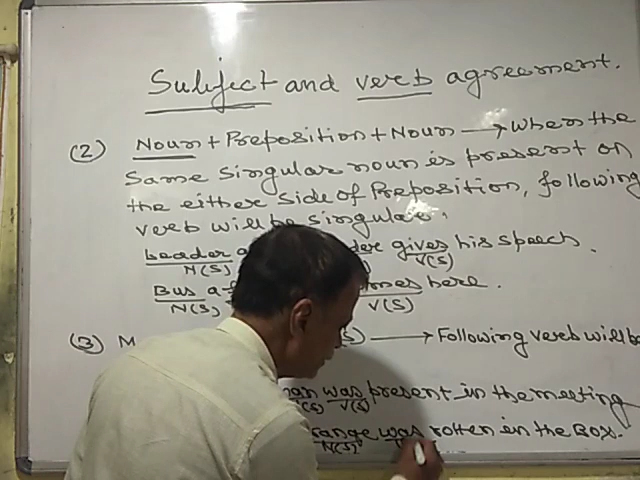 Subject and verb agreement.
(2) Noun + Preposition + Noun → When the
same singular noun is present on
the either side of Preposition, following
verb will be singular.
Leader gives his speech.
N(S) V(S)
Bus here.
N(S) V(S)
(3) M → Following verb will be
was present in the meeting
V(S)
was rotten in the Box.
N(S)